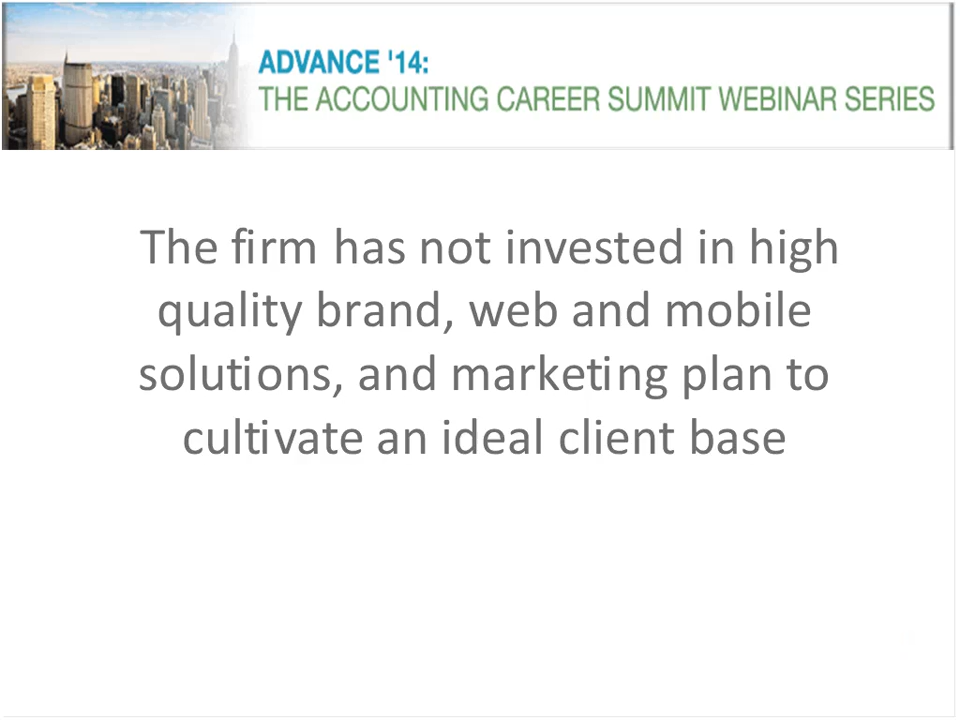 ADVANCE '14:
THE ACCOUNTING CAREER SUMMIT WEBINAR SERIES
The firm has not invested in high
quality brand, web and mobile
solutions, and marketing plan to
cultivate an ideal client base